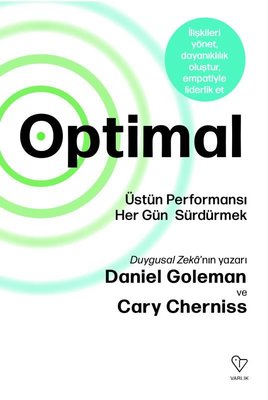 İlişkileri
yönet,
dayanıklılık
oluştur,
empatiyle
liderlik et
Optimal
Üstün Performansı
Her Gün Sürdürmek
Duygusal Zekâ'nın yazarı
Daniel Goleman
ve
Cary Cherniss
VARLIK